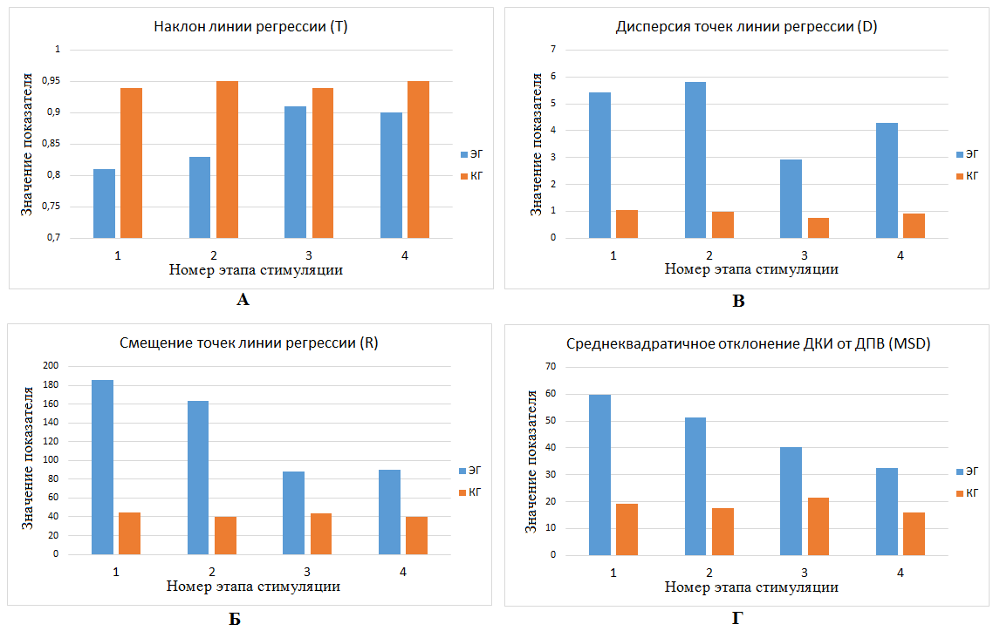 Наклон линии регрессии (T)
Значение показателя
1
0,95
0,9
0,85
0,8
0,75
0,7
1 2 3 4
Номер этапа стимуляции
ЭГ
КГ
А
Дисперсия точек линии регрессии (D)
Значение показателя
7
6
5
4
3
2
1
0
1 2 3 4
Номер этапа стимуляции
ЭГ
КГ
В
Смещение точек линии регрессии (R)
Значение показателя
200
180
160
140
120
100
80
60
40
20
0
1 2 3 4
Номер этапа стимуляции
ЭГ
КГ
Б
Среднеквадратичное отклонение ДКИ от ДПВ (MSD)
Значение показателя
70
60
50
40
30
20
10
0
1 2 3 4
Номер этапа стимуляции
ЭГ
КГ
Г